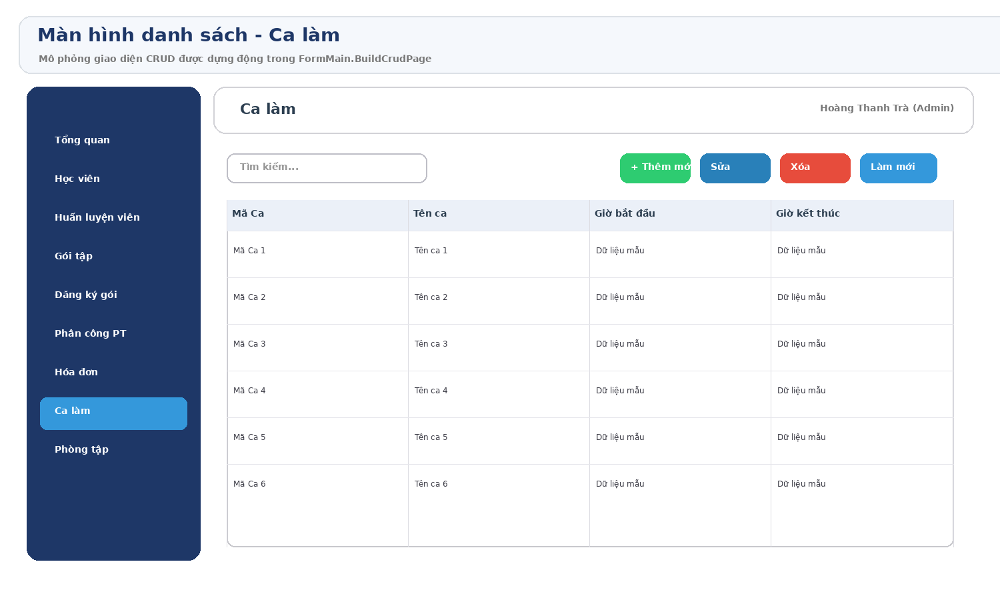 Màn hình danh sách - Ca làm
Mô phỏng giao diện CRUD được dựng động trong FormMain.BuildCrudPage
Tổng quan
Học viên
Huấn luyện viên
Gói tập
Đăng ký gói
Phân công PT
Hóa đơn
Ca làm
Phòng tập
Ca làm
Hoàng Thanh Trà (Admin)
Tìm kiếm...
+ Thêm mớ
Sửa
Xóa
Làm mới
Mã Ca Tên ca Giờ bắt đầu Giờ kết thúc
Mã Ca 1 Tên ca 1 Dữ liệu mẫu Dữ liệu mẫu
Mã Ca 2 Tên ca 2 Dữ liệu mẫu Dữ liệu mẫu
Mã Ca 3 Tên ca 3 Dữ liệu mẫu Dữ liệu mẫu
Mã Ca 4 Tên ca 4 Dữ liệu mẫu Dữ liệu mẫu
Mã Ca 5 Tên ca 5 Dữ liệu mẫu Dữ liệu mẫu
Mã Ca 6 Tên ca 6 Dữ liệu mẫu Dữ liệu mẫu